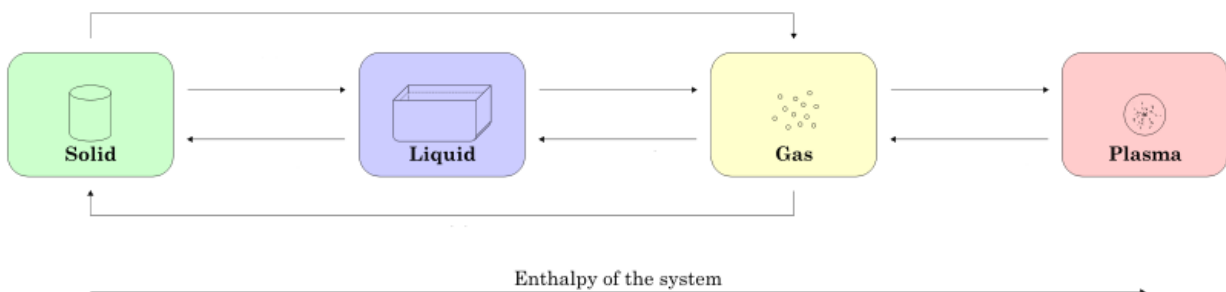 Solid
Liquid
Gas
Plasma
Enthalpy of the system